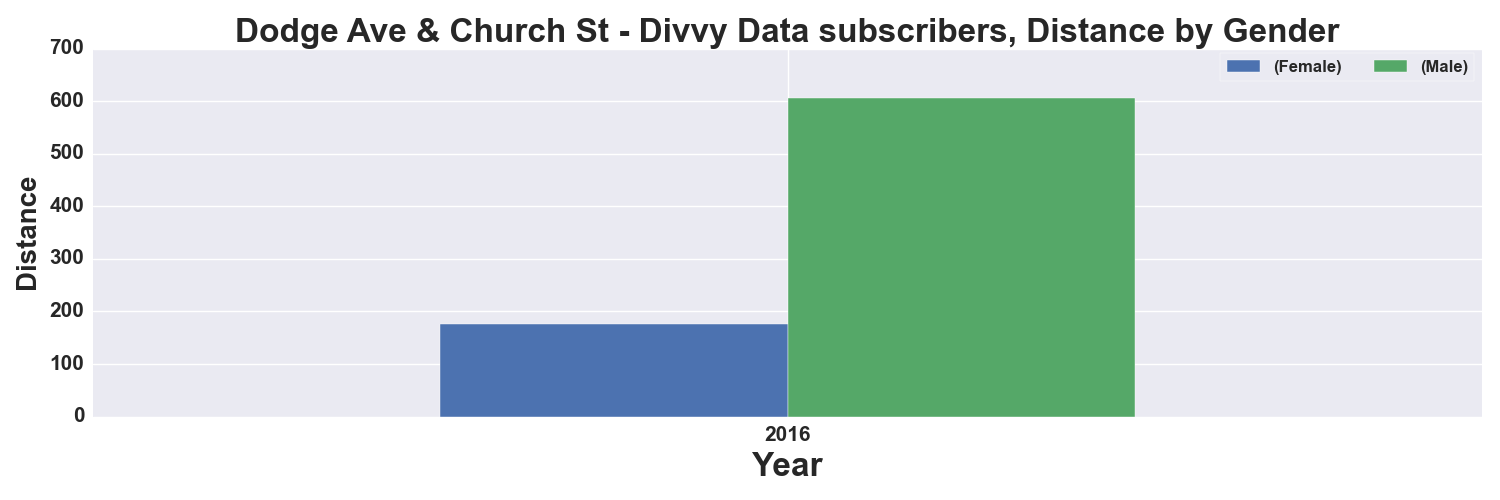 Dodge Ave & Church St - Divvy Data subscribers, Distance by Gender
(Female) (Male)
700
600
500
400
300
200
100
0
Distance
2016
Year